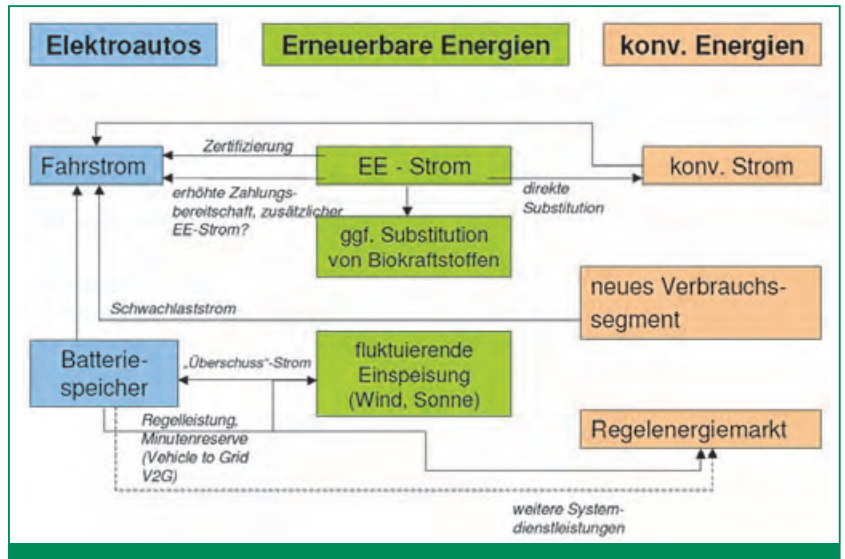 Elektroautos
Erneuerbare Energien
konv. Energien
Fahrstrom
Zertifizierung
EE - Strom
konv. Strom
erhöhte Zahlungs-
bereitschaft, zusätzlicher
EE-Strom?
direkte
Substitution
ggf. Substitution
von Biokraftstoffen
neues Verbrauchs-
segment
Schwachlaststrom
Batterie-
speicher
„Überschuss“-Strom
fluktuierende
Einspeisung
(Wind, Sonne)
Regelleistung,
Minutenreserve
(Vehicle to Grid
V2G)
Regelenergiemarkt
weitere System-
dienstleistungen